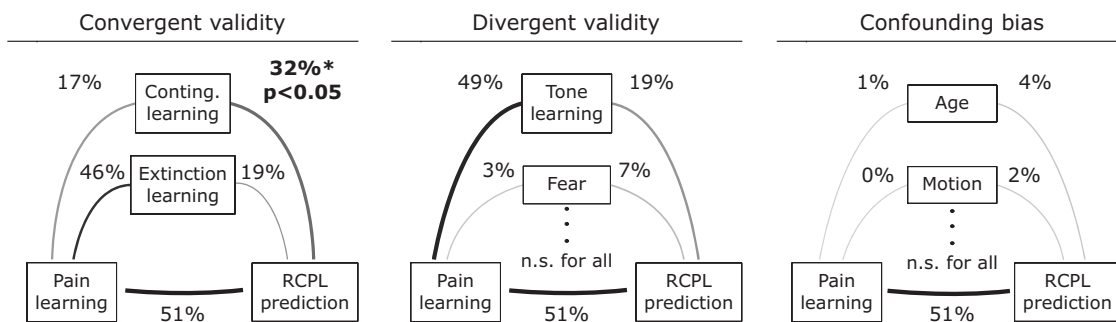 Convergent validity
17%
Conting.
learning
32%*
p<0.05
46%
Extinction
learning
19%
Pain
learning
RCPL
prediction
51%
Divergent validity
49%
Tone
learning
19%
3%
Fear
7%
n.s. for all
Pain
learning
RCPL
prediction
51%
Confounding bias
1%
Age
4%
0%
Motion
2%
n.s. for all
Pain
learning
RCPL
prediction
51%